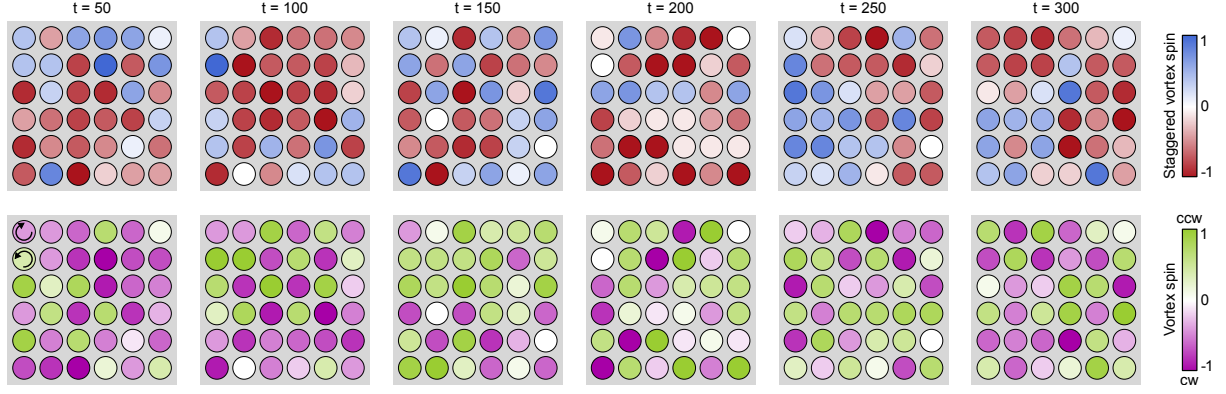 t = 50
t = 100
t = 150
t = 200
t = 250
t = 300
1
0
-1
Staggered vortex spin
ccw
1
0
-1
cw
Vortex spin